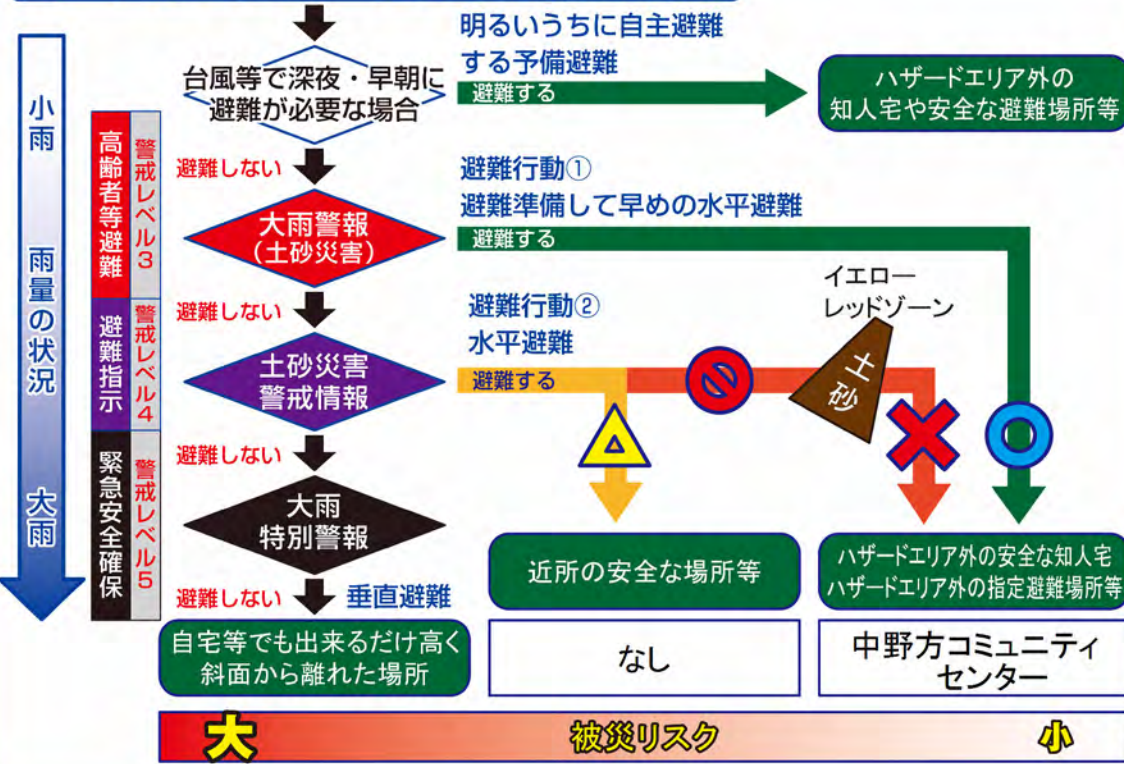 明るいうちに自主避難
する予備避難
台風等で深夜・早朝に
避難が必要な場合
避難する
ハザードエリア外の
知人宅や安全な避難場所等
小雨
雨量の状況
大雨
高齢者等避難
警戒レベル3
避難しない
避難行動①
避難準備して早めの水平避難
大雨警報
(土砂災害)
避難する
避難指示
警戒レベル4
避難しない
避難行動②
水平避難
土砂災害
警戒情報
避難する
イエロー
レッドゾーン
土砂
緊急安全確保
警戒レベル5
避難しない
大雨
特別警報
避難しない
垂直避難
自宅等でも出来るだけ高く
斜面から離れた場所
近所の安全な場所等
なし
ハザードエリア外の安全な知人宅
ハザードエリア外の指定避難場所等
中野方コミュニティ
センター
大
被災リスク
小